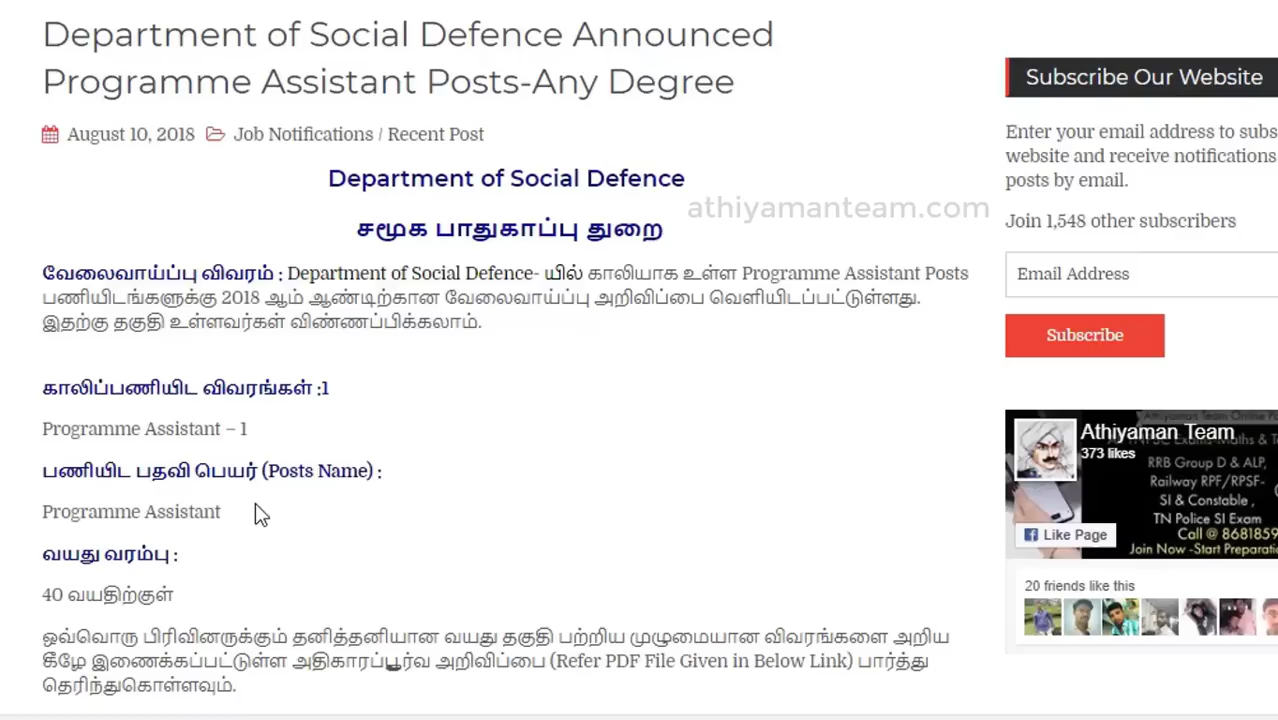 Department of Social Defence Announced
Programme Assistant Posts-Any Degree
August 10, 2018 Job Notifications / Recent Post
Department of Social Defence
athiyamanteam.com
சமூக பாதுகாப்பு துறை
வேலைவாய்ப்பு விவரம் : Department of Social Defence- யில் காலியாக உள்ள Programme Assistant Posts
பணியிடங்களுக்கு 2018 ஆம் ஆண்டிற்கான வேலைவாய்ப்பு அறிவிப்பை வெளியிடப்பட்டுள்ளது.
இதற்கு தகுதி உள்ளவர்கள் விண்ணப்பிக்கலாம்.
காலிப்பணியிட விவரங்கள் :1
Programme Assistant – 1
பணியிட பதவி பெயர் (Posts Name) :
Programme Assistant
வயது வரம்பு :
40 வயதிற்குள்
ஒவ்வொரு பிரிவினருக்கும் தனித்தனியான வயது தகுதி பற்றிய முழுமையான விவரங்களை அறிய
கீழே இணைக்கப்பட்டுள்ள அதிகாரப்பூர்வ அறிவிப்பை (Refer PDF File Given in Below Link) பார்த்து
தெரிந்துகொள்ளவும்.
Subscribe Our Website
Enter your email address to subs
website and receive notifications
posts by email.
Join 1,548 other subscribers
Email Address
Subscribe
Athiyaman Team
373 likes
RRB Group D & ALP,
Railway RPF/RPSF-
SI & Constable ,
TN Police SI Exam
Call @ 8681859
Join Now -Start Preparatio
Like Page
20 friends like this